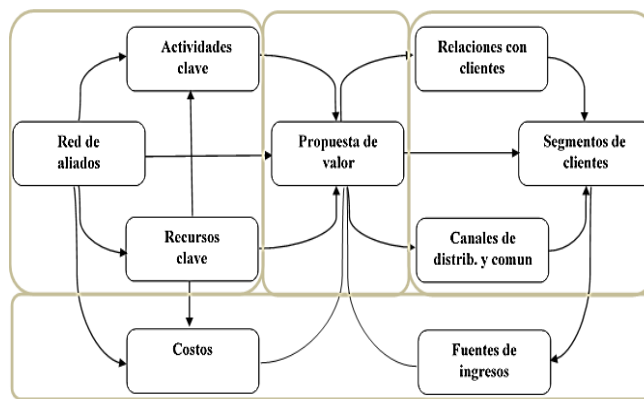 Actividades
clave
Relaciones con
clientes
Red de
aliados
Propuesta de
valor
Segmentos de
clientes
Recursos
clave
Canales de
distrib. y comun
Costos
Fuentes de
ingresos